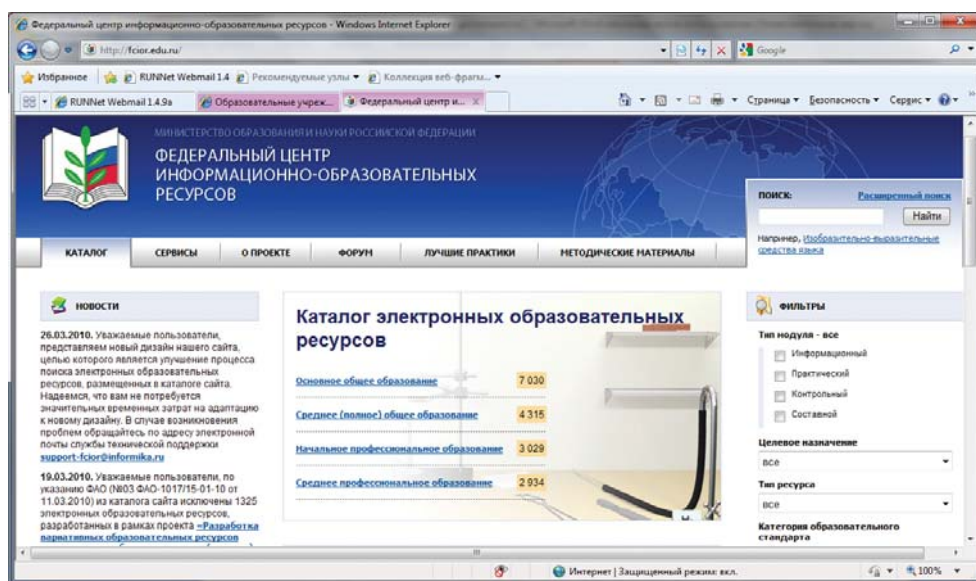 Федеральный центр информационно-образовательных ресурсов - Windows Internet Explorer
http://fcior.edu.ru/
Google
Избранное
RUNNet Webmail 1.4
Рекомендуемые узлы
Коллекция веб-фрагм...
RUNNet Webmail 1.4.9a
Образовательные учреж...
Федеральный центр и...
Страница
Безопасность
Сервис
МИНИСТЕРСТВО ОБРАЗОВАНИЯ И НАУКИ РОССИЙСКОЙ ФЕДЕРАЦИИ
ФЕДЕРАЛЬНЫЙ ЦЕНТР
ИНФОРМАЦИОННО-ОБРАЗОВАТЕЛЬНЫХ
РЕСУРСОВ
ПОИСК:
Расширенный поиск
Найти
Например, Изобразительно-выразительные
средства языка
КАТАЛОГ
СЕРВИСЫ
О ПРОЕКТЕ
ФОРУМ
ЛУЧШИЕ ПРАКТИКИ
МЕТОДИЧЕСКИЕ МАТЕРИАЛЫ
НОВОСТИ
26.03.2010. Уважаемые пользователи,
представляем новый дизайн нашего сайта,
целью которого является улучшение процесса
поиска электронных образовательных
ресурсов, размещенных в каталоге сайта.
Надеемся, что вам не потребуется
значительных временных затрат на адаптацию
к новому дизайну. В случае возникновения
проблем обращайтесь по адресу электронной
почты службы технической поддержки
support-fcior@informika.ru
19.03.2010. Уважаемые пользователи, по
указанию ФАО (№03 ФАО-1017/15-01-10 от
11.03.2010) из каталога сайта исключены 1325
электронных образовательных ресурсов,
разработанных в рамках проекта «Разработка
вариативных образовательных ресурсов
Каталог электронных образовательных
ресурсов
Основное общее образование 7 030
Среднее (полное) общее образование 4 315
Начальное профессиональное образование 3 029
Среднее профессиональное образование 2 934
ФИЛЬТРЫ
Тип модуля - все
Информационный
Практический
Контрольный
Составной
Целевое назначение
все
Тип ресурса
все
Категория образовательного
стандарта
Интернет | Защищенный режим: вкл.
100%